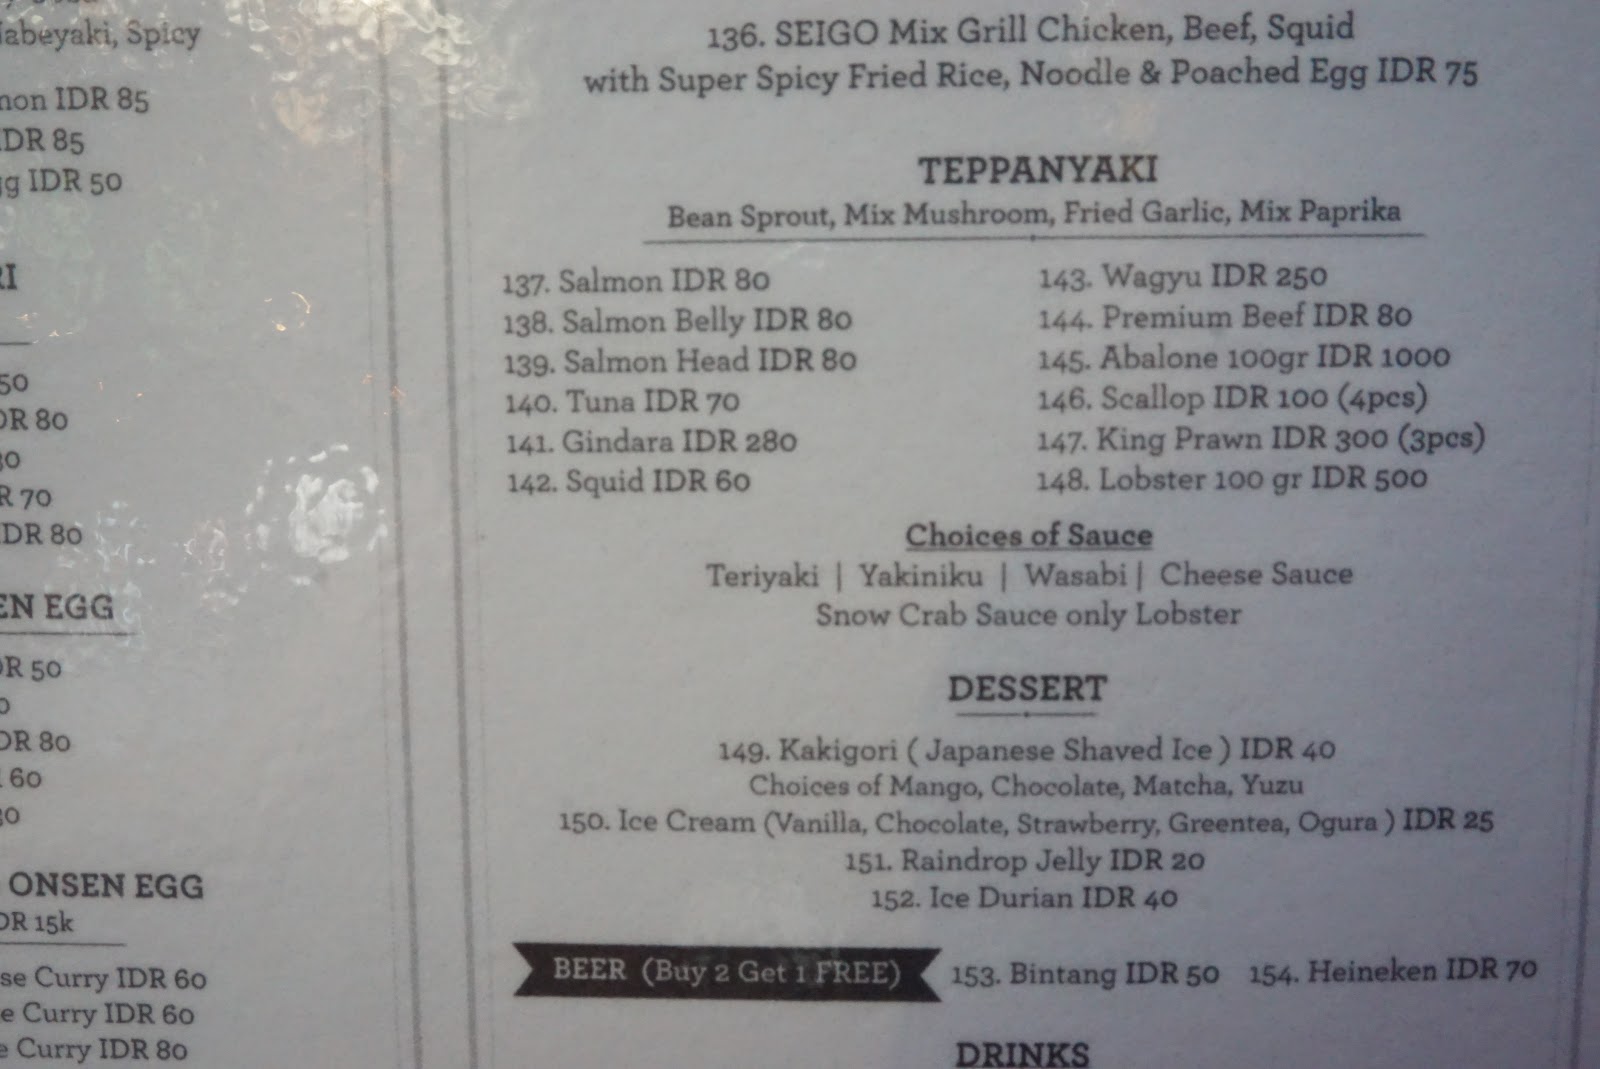 abeyaki, Spicy
IDR 85
IDR 85
IDR 50
50
80
R 70
IDR 80
EGG
R 50
DR 80
60
ONSEN EGG
DR 15k
Curry IDR 60
Curry IDR 60
Curry IDR 80
136. SEIGO Mix Grill Chicken, Beef, Squid
with Super Spicy Fried Rice, Noodle & Poached Egg IDR 75
TEPPANYAKI
Bean Sprout, Mix Mushroom, Fried Garlic, Mix Paprika
137. Salmon IDR 80
138. Salmon Belly IDR 80
139. Salmon Head IDR 80
140. Tuna IDR 70
141. Gindara IDR 280
142. Squid IDR 60
143. Wagyu IDR 250
144. Premium Beef IDR 80
145. Abalone 100gr IDR 1000
146. Scallop IDR 100 (4pcs)
147. King Prawn IDR 300 (3pcs)
148. Lobster 100 gr IDR 500
Choices of Sauce
Teriyaki | Yakiniku | Wasabi | Cheese Sauce
Snow Crab Sauce only Lobster
DESSERT
149. Kakigori ( Japanese Shaved Ice ) IDR 40
Choices of Mango, Chocolate, Matcha, Yuzu
150. Ice Cream (Vanilla, Chocolate, Strawberry, Greentea, Ogura ) IDR 25
151. Raindrop Jelly IDR 20
152. Ice Durian IDR 40
BEER (Buy 2 Get 1 FREE) 153. Bintang IDR 50 154. Heineken IDR 70
DRINKS